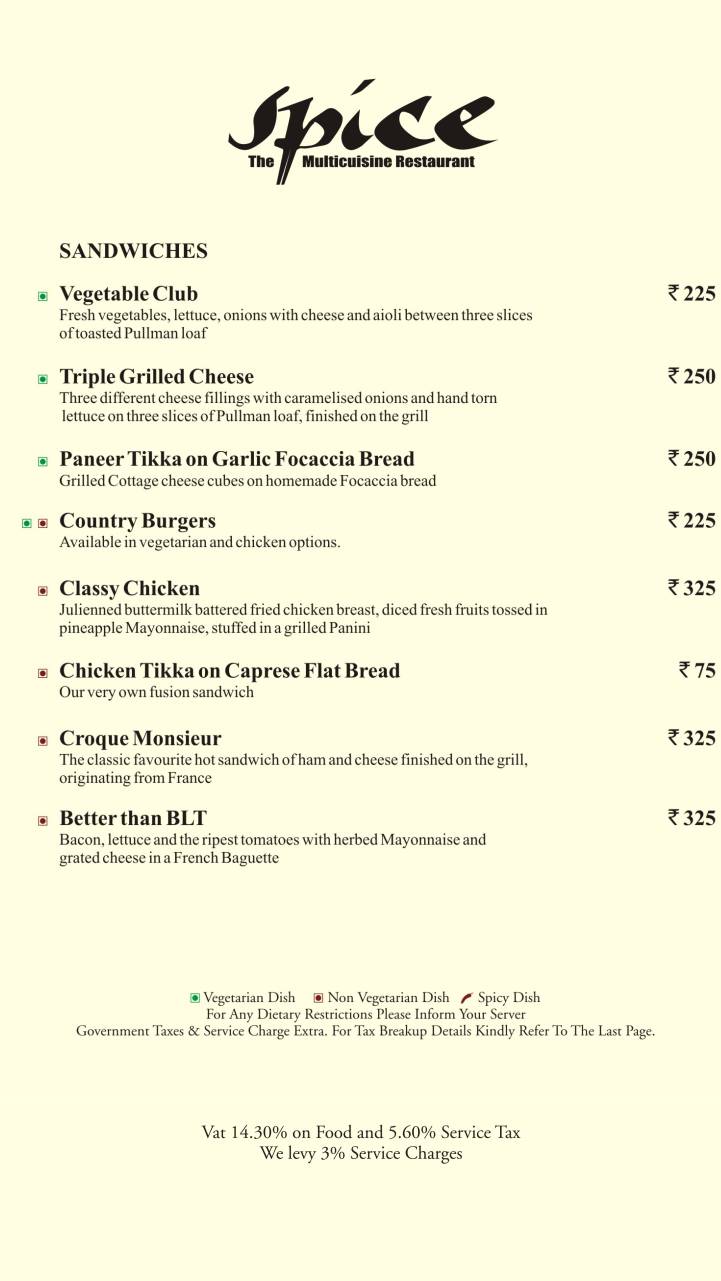 spice
The Multicuisine Restaurant
SANDWICHES
Vegetable Club ₹ 225
Fresh vegetables, lettuce, onions with cheese and aioli between three slices
of toasted Pullman loaf
Triple Grilled Cheese ₹ 250
Three different cheese fillings with caramelised onions and hand torn
lettuce on three slices of Pullman loaf, finished on the grill
Paneer Tikka on Garlic Focaccia Bread ₹ 250
Grilled Cottage cheese cubes on homemade Focaccia bread
Country Burgers ₹ 225
Available in vegetarian and chicken options.
Classy Chicken ₹ 325
Julienned buttermilk battered fried chicken breast, diced fresh fruits tossed in
pineapple Mayonnaise, stuffed in a grilled Panini
Chicken Tikka on Caprese Flat Bread ₹ 75
Our very own fusion sandwich
Croque Monsieur ₹ 325
The classic favourite hot sandwich of ham and cheese finished on the grill,
originating from France
Better than BLT ₹ 325
Bacon, lettuce and the ripest tomatoes with herbed Mayonnaise and
grated cheese in a French Baguette
Vegetarian Dish Non Vegetarian Dish Spicy Dish
For Any Dietary Restrictions Please Inform Your Server
Government Taxes & Service Charge Extra. For Tax Breakup Details Kindly Refer To The Last Page.
Vat 14.30% on Food and 5.60% Service Tax
We levy 3% Service Charges